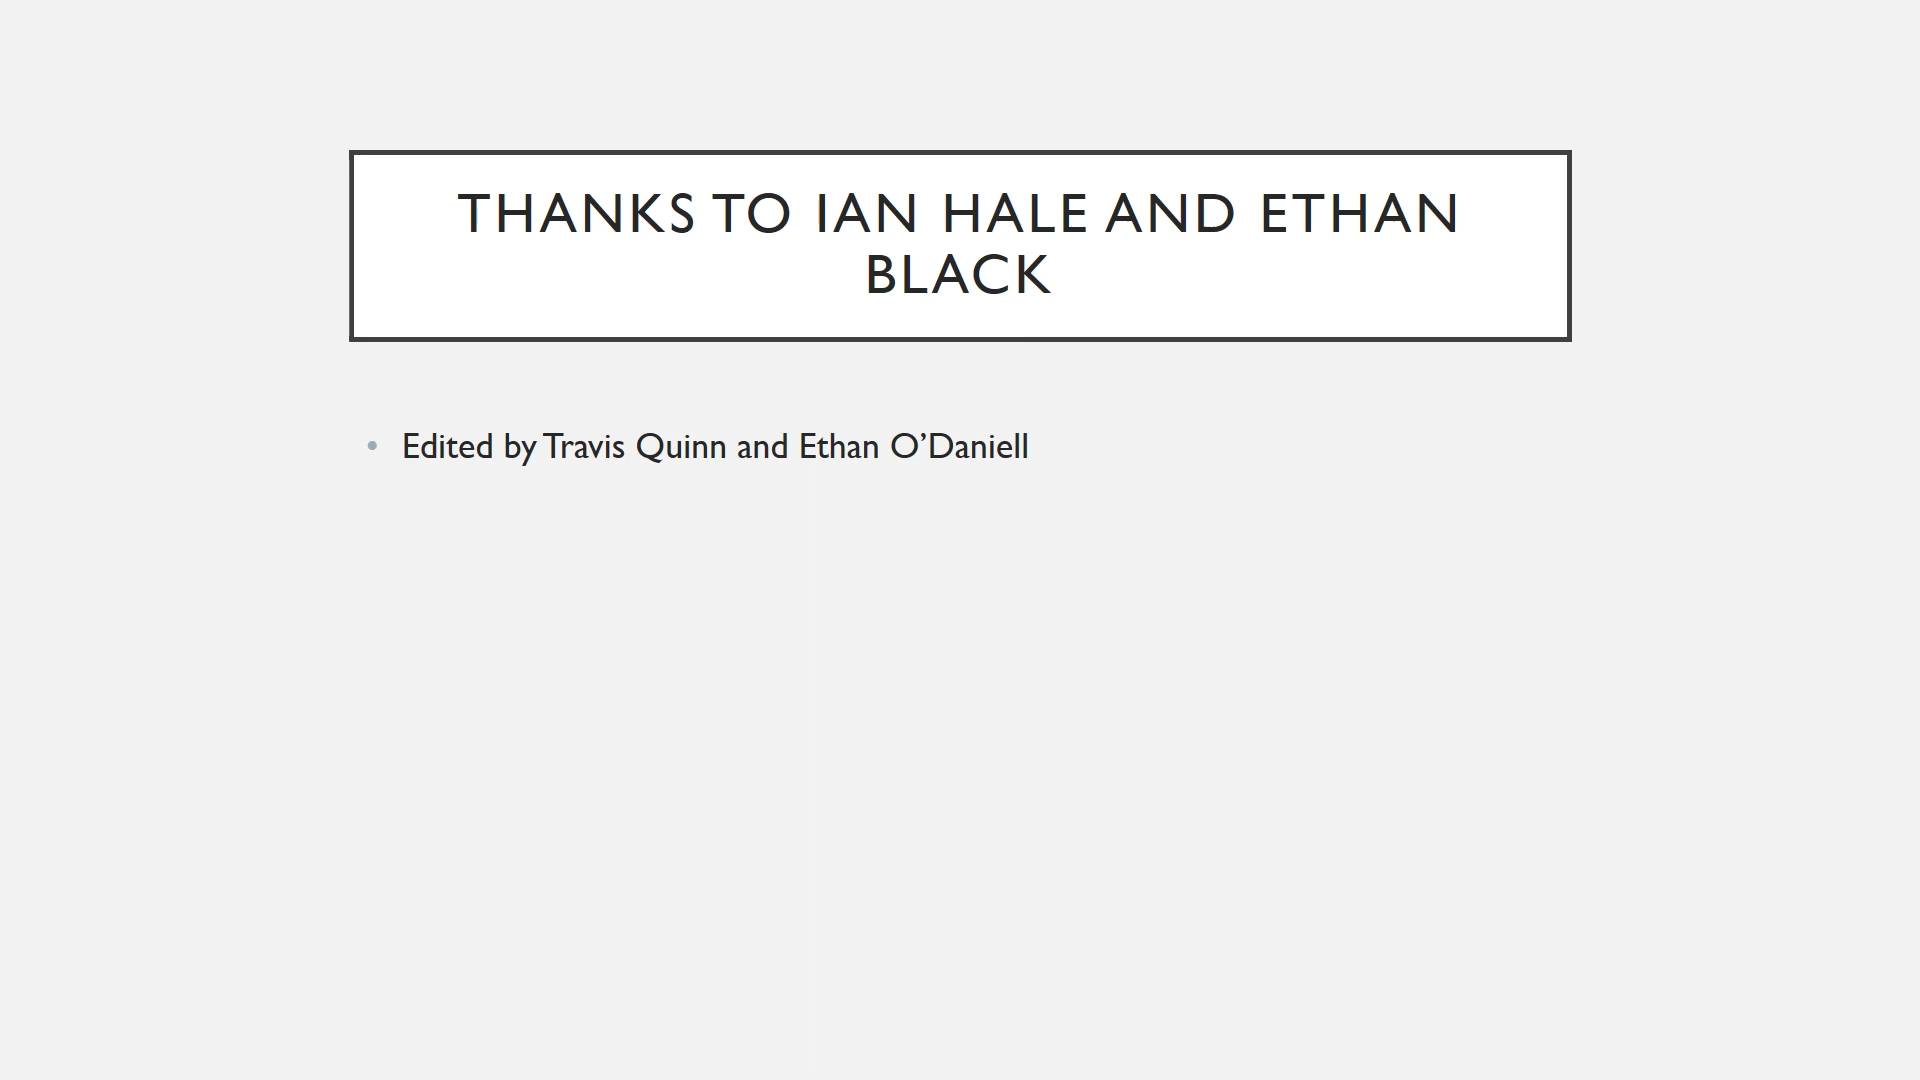 THANKS TO IAN HALE AND ETHAN
BLACK
• Edited by Travis Quinn and Ethan O’Daniell